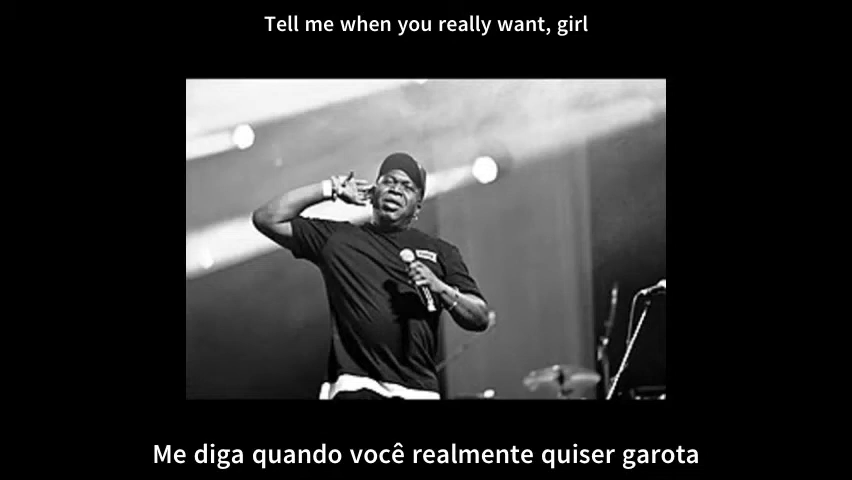 Tell me when you really want, girl
Me diga quando você realmente quiser garota